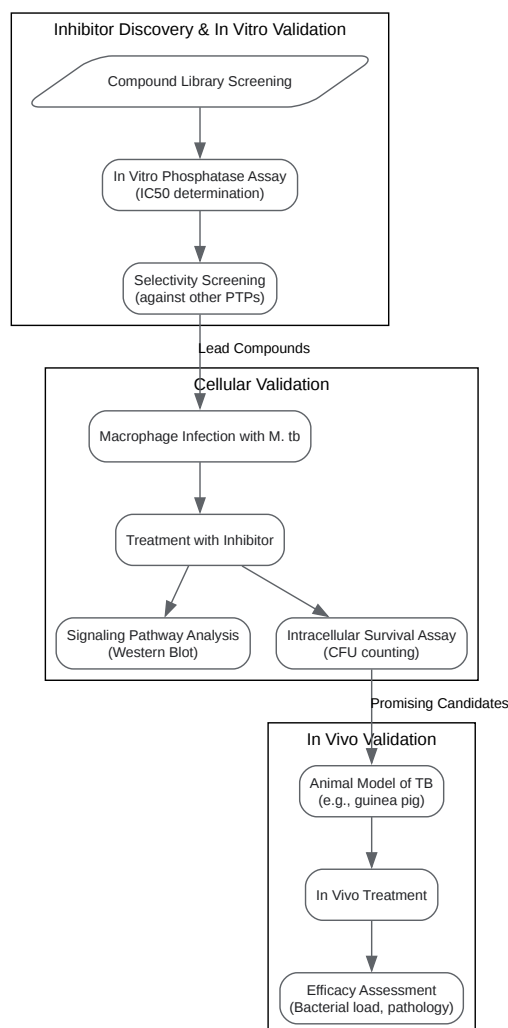 Inhibitor Discovery & In Vitro Validation
Compound Library Screening
In Vitro Phosphatase Assay
(IC50 determination)
Selectivity Screening
(against other PTPs)
Lead Compounds
Cellular Validation
Macrophage Infection with M. tb
Treatment with Inhibitor
Signaling Pathway Analysis
(Western Blot)
Intracellular Survival Assay
(CFU counting)
Promising Candidates
In Vivo Validation
Animal Model of TB
(e.g., guinea pig)
In Vivo Treatment
Efficacy Assessment
(Bacterial load, pathology)